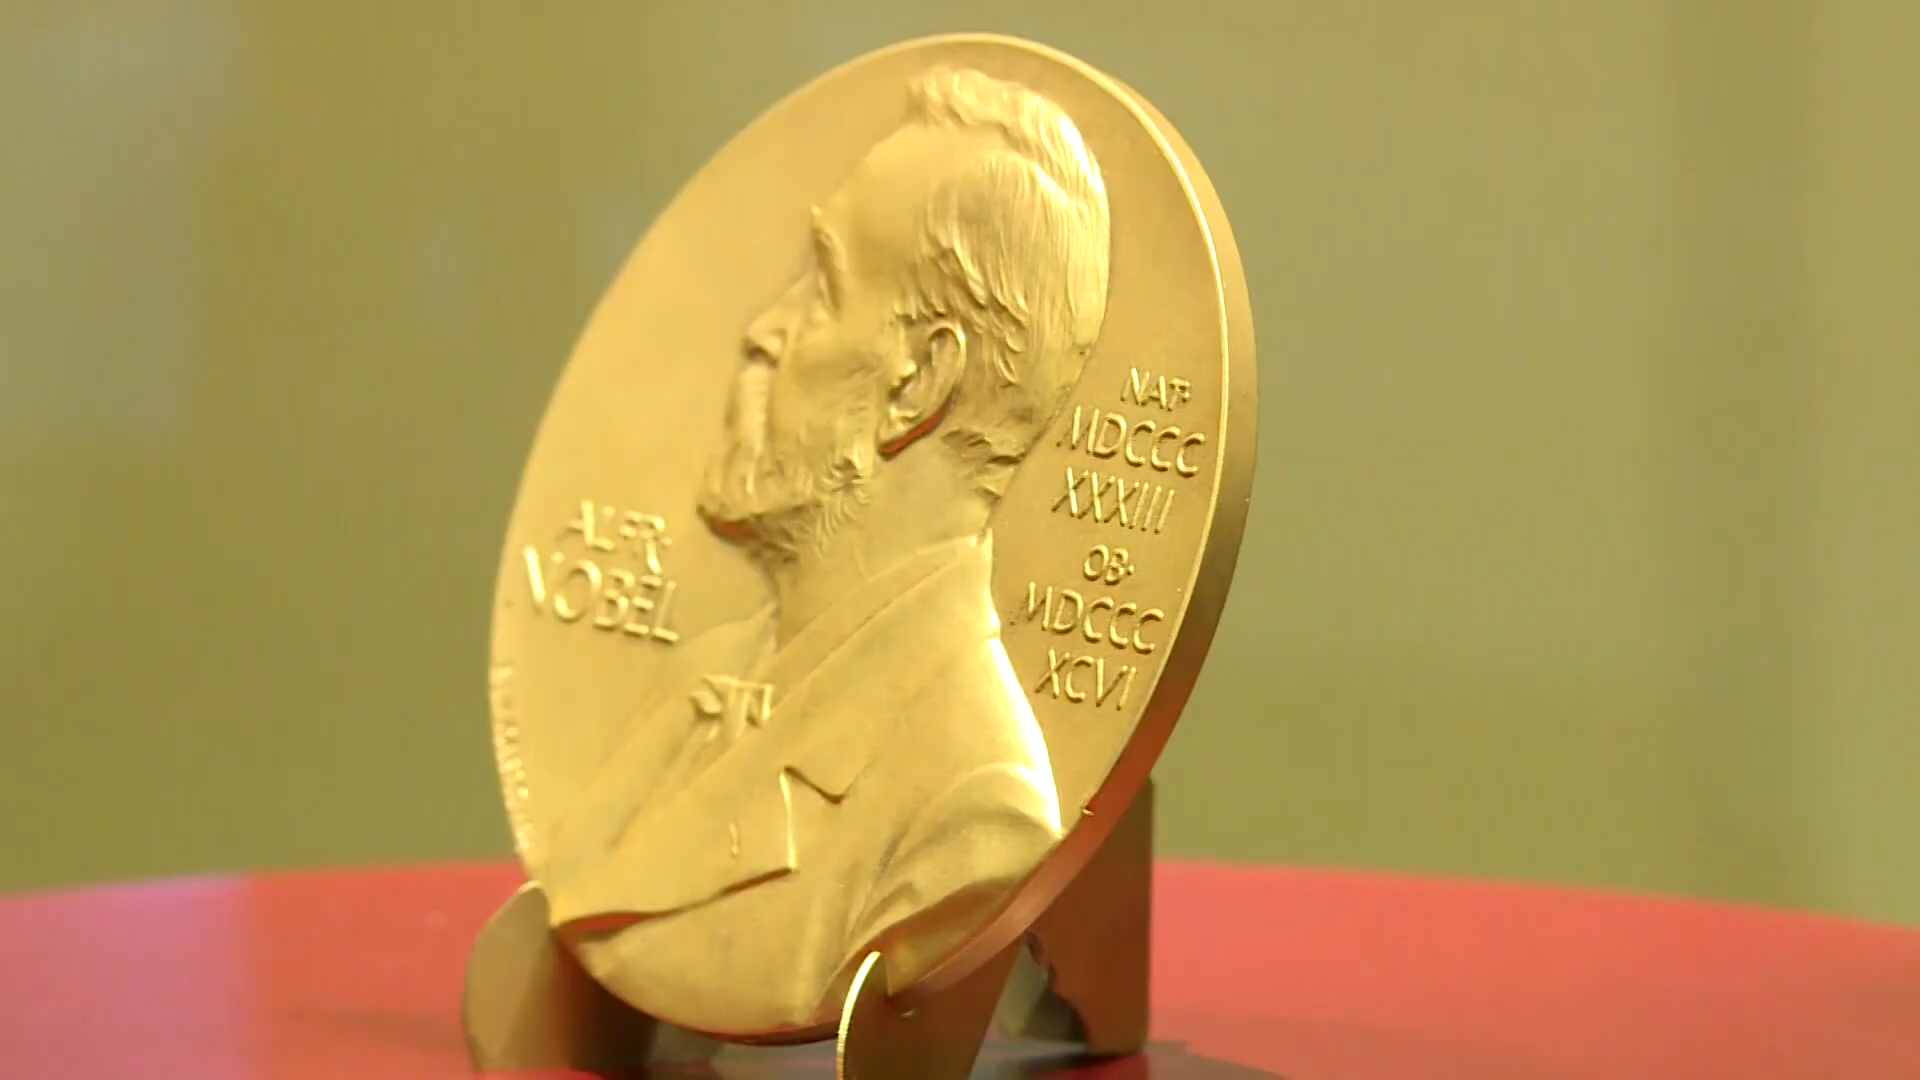 ALFR·
NOBEL
NAT·
MDCCC
XXXIII
OB·
MDCCC
XCVI